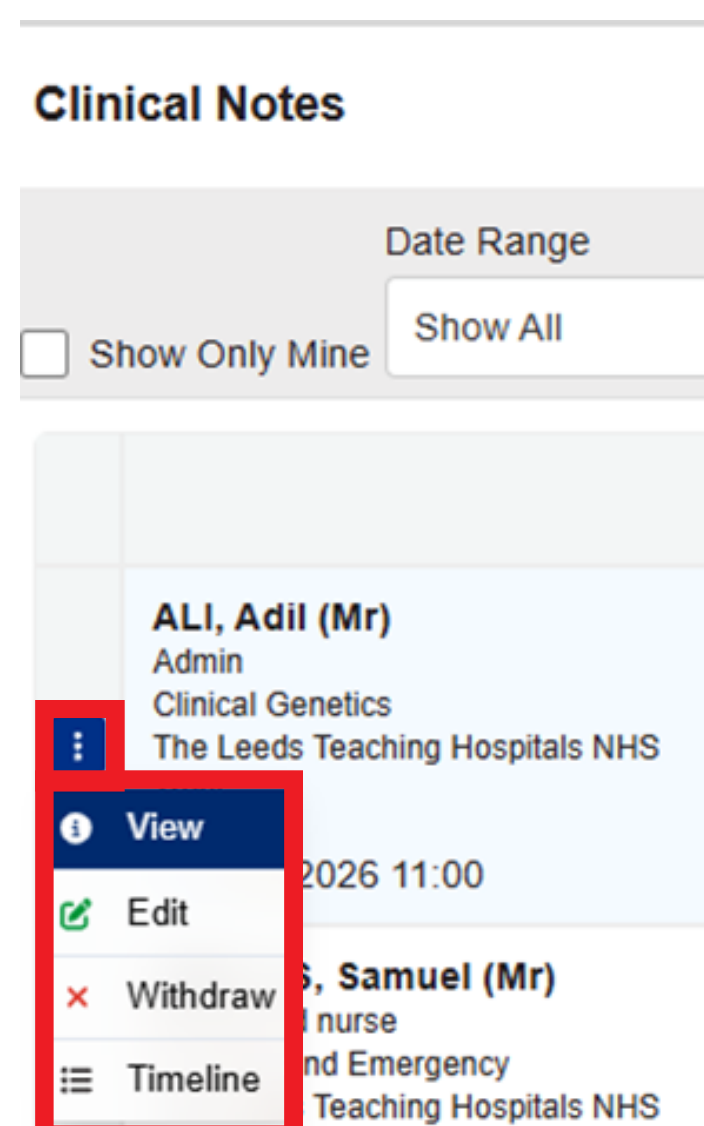 Clinical Notes
Date Range
Show Only Mine
Show All
ALI, Adil (Mr)
Admin
Clinical Genetics
The Leeds Teaching Hospitals NHS
2026 11:00
View
Edit
Withdraw
Timeline
, Samuel (Mr)
nurse
Emergency
Teaching Hospitals NHS